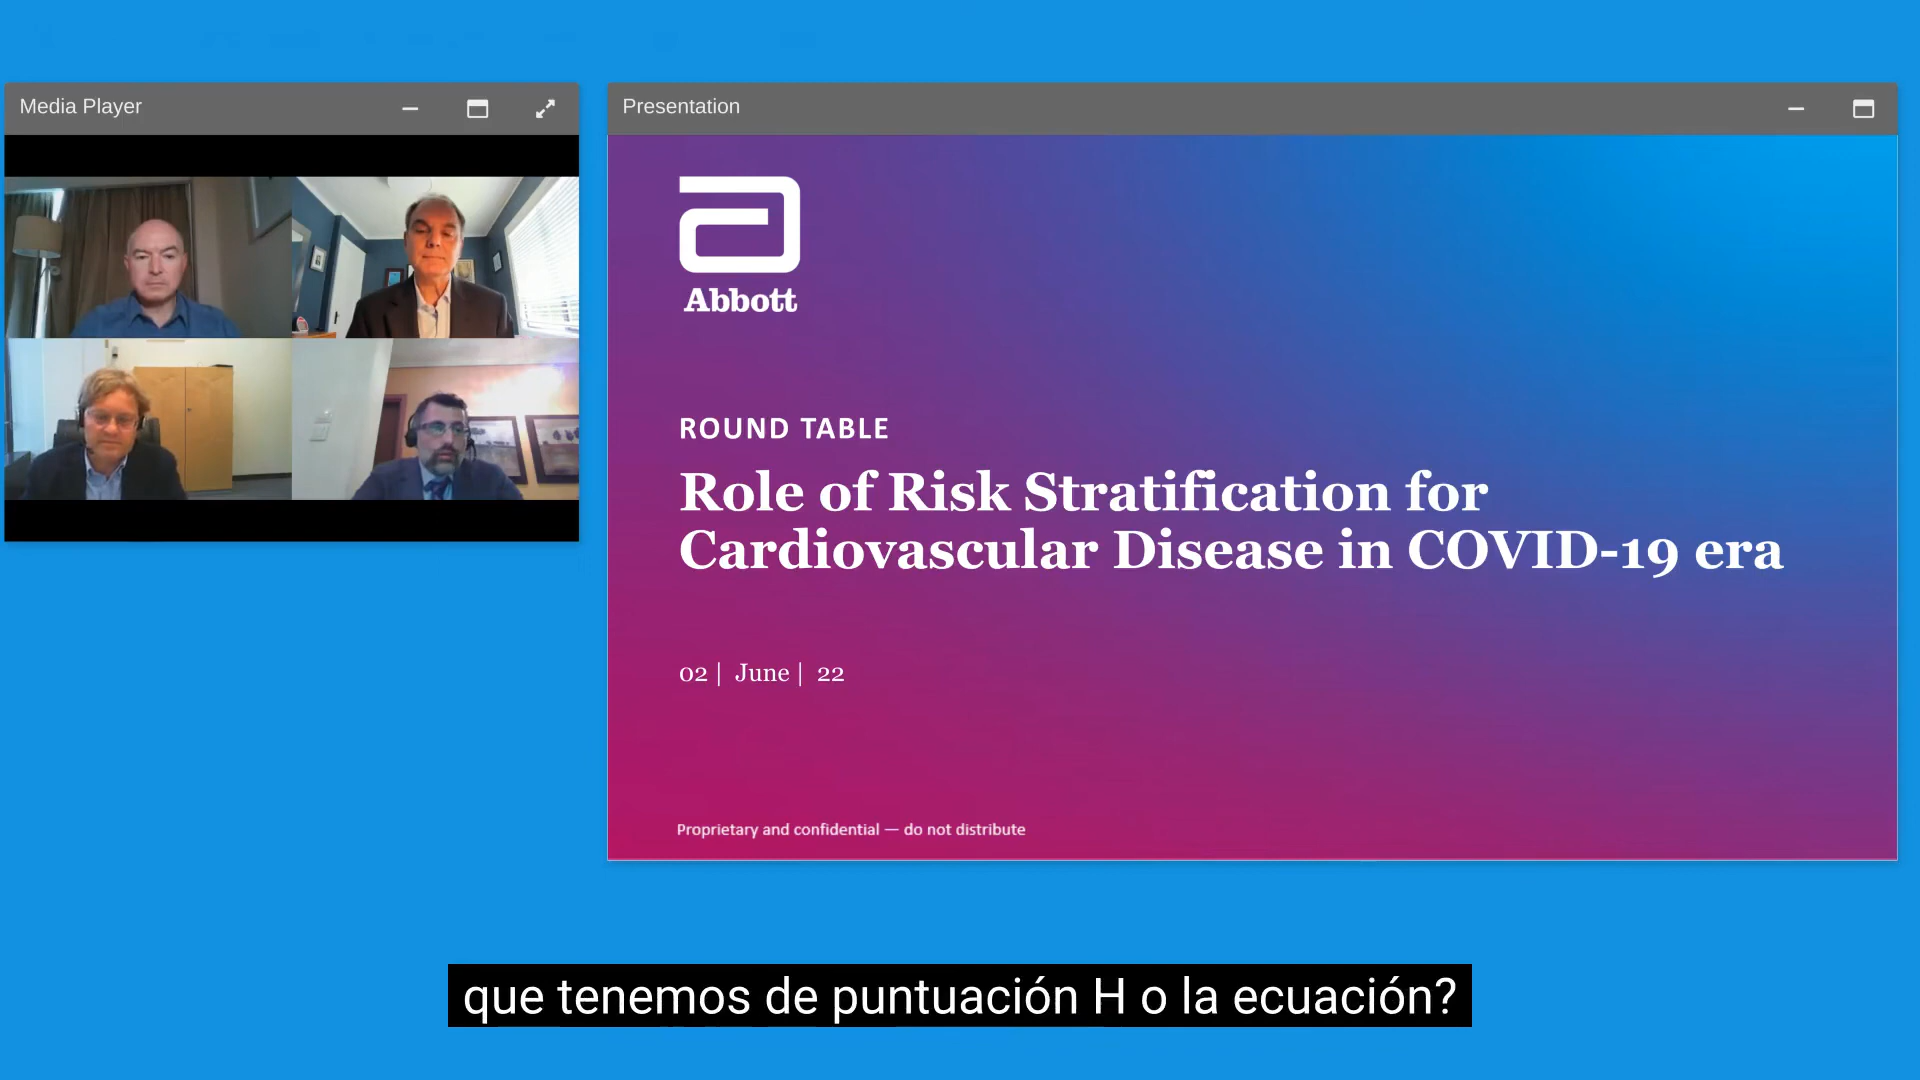 Media Player
Presentation
Abbott
ROUND TABLE
Role of Risk Stratification for
Cardiovascular Disease in COVID-19 era
02 | June | 22
Proprietary and confidential — do not distribute
que tenemos de puntuación H o la ecuación?